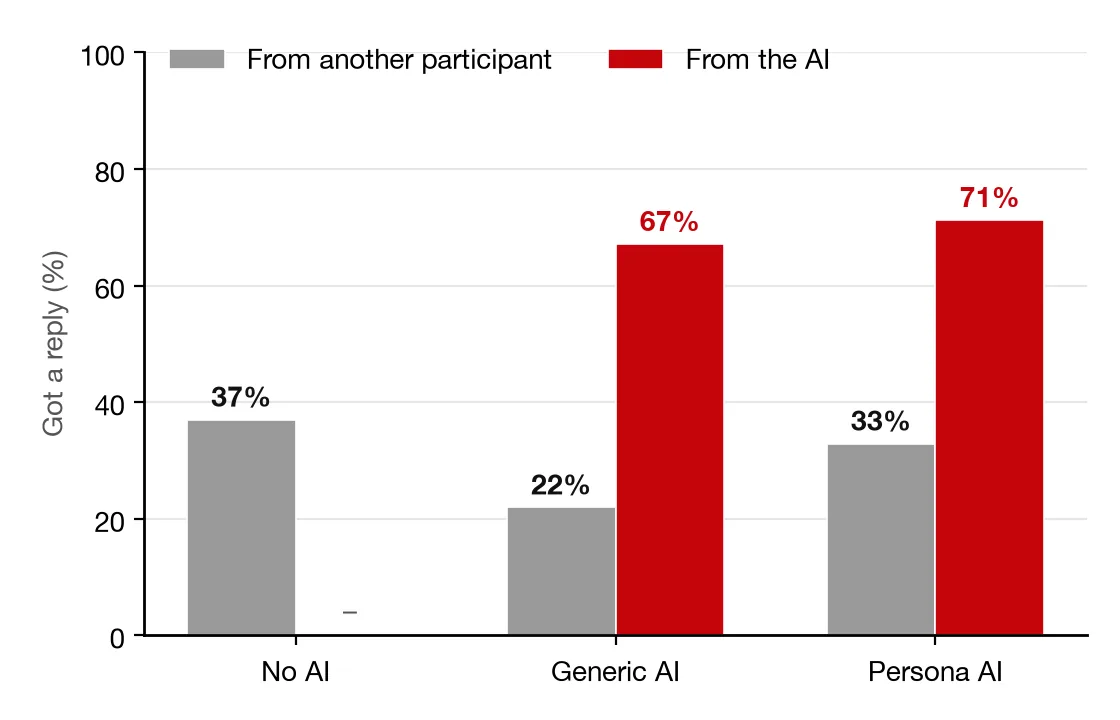 From another participant From the AI
Got a reply (%)
100
80
60
40
20
0
37%
–
22%
67%
33%
71%
No AI
Generic AI
Persona AI